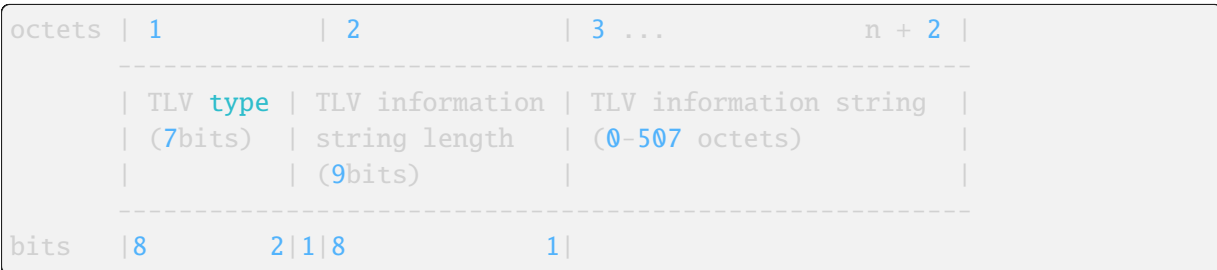 octets | 1          | 2               | 3 ...               n + 2 |
       --------------------------------------------------------
       | TLV type | TLV information | TLV information string  |
       | (7bits)  | string length   | (0-507 octets)          |
       |          | (9bits)         |                         |
       --------------------------------------------------------
bits   |8        2|1|8             1|